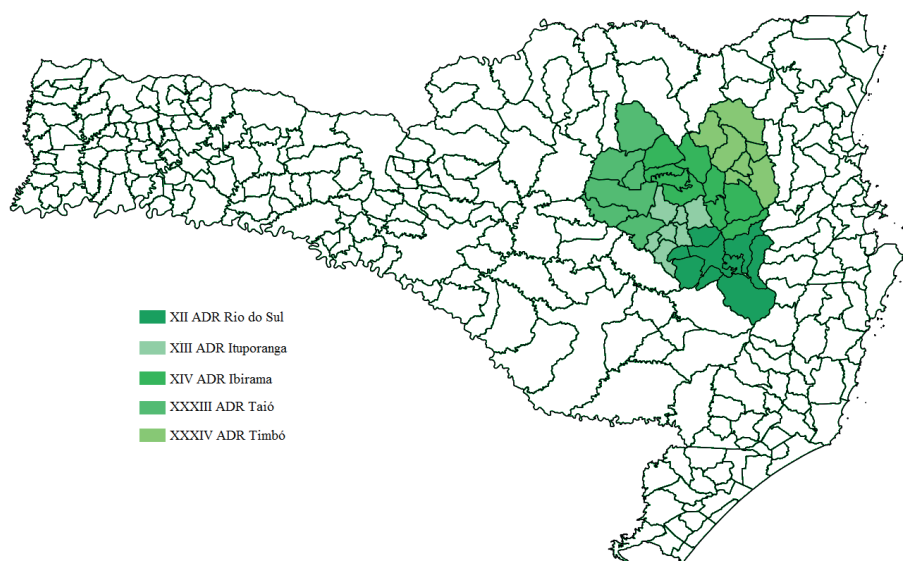 XII ADR Rio do Sul
XIII ADR Ituporanga
XIV ADR Ibirama
XXXIII ADR Taió
XXXIV ADR Timbó